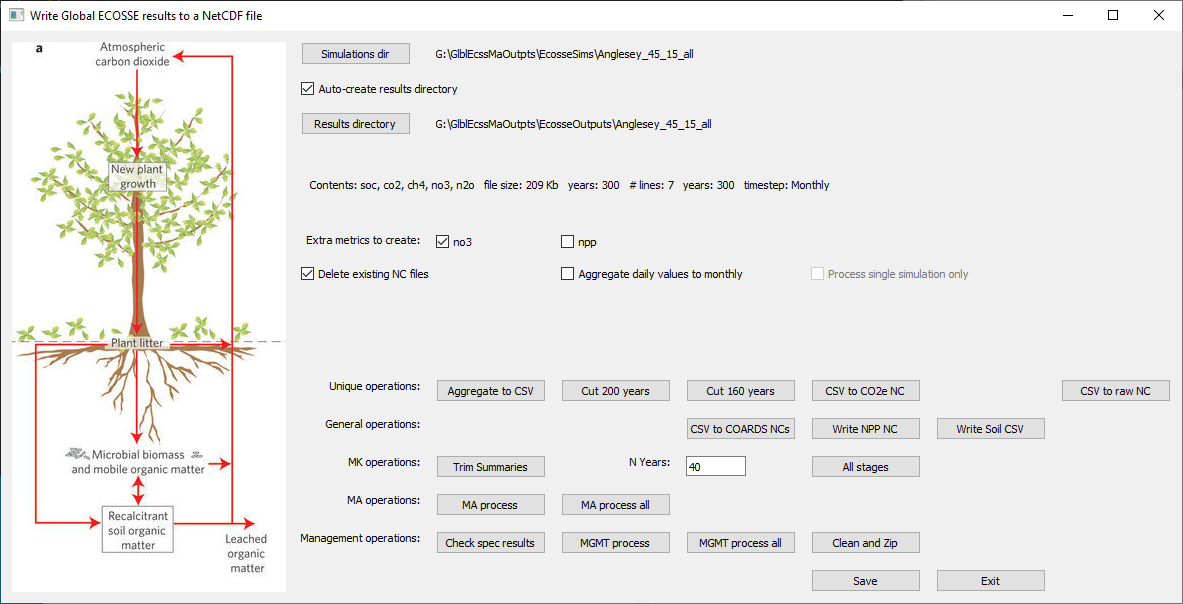 Write Global ECOSSE results to a NetCDF file
a
Atmospheric
carbon dioxide
New plant
growth
Plant litter
Microbial biomass
and mobile organic matter
Recalcitrant
soil organic
matter
Leached
organic
matter
Simulations dir G:\GlblEcssMaOutpts\EcosseSims\Anglesey_45_15_all
Auto-create results directory
Results directory G:\GlblEcssMaOutpts\EcosseOutputs\Anglesey_45_15_all
Contents: soc, co2, ch4, no3, n2o file size: 209 Kb years: 300 # lines: 7 years: 300 timestep: Monthly
Extra metrics to create: no3 npp
Delete existing NC files Aggregate daily values to monthly Process single simulation only
Unique operations: Aggregate to CSV Cut 200 years Cut 160 years CSV to CO2e NC CSV to raw NC
General operations: CSV to COARDS NCs Write NPP NC Write Soil CSV
MK operations: Trim Summaries N Years: 40 All stages
MA operations: MA process MA process all
Management operations: Check spec results MGMT process MGMT process all Clean and Zip
Save Exit